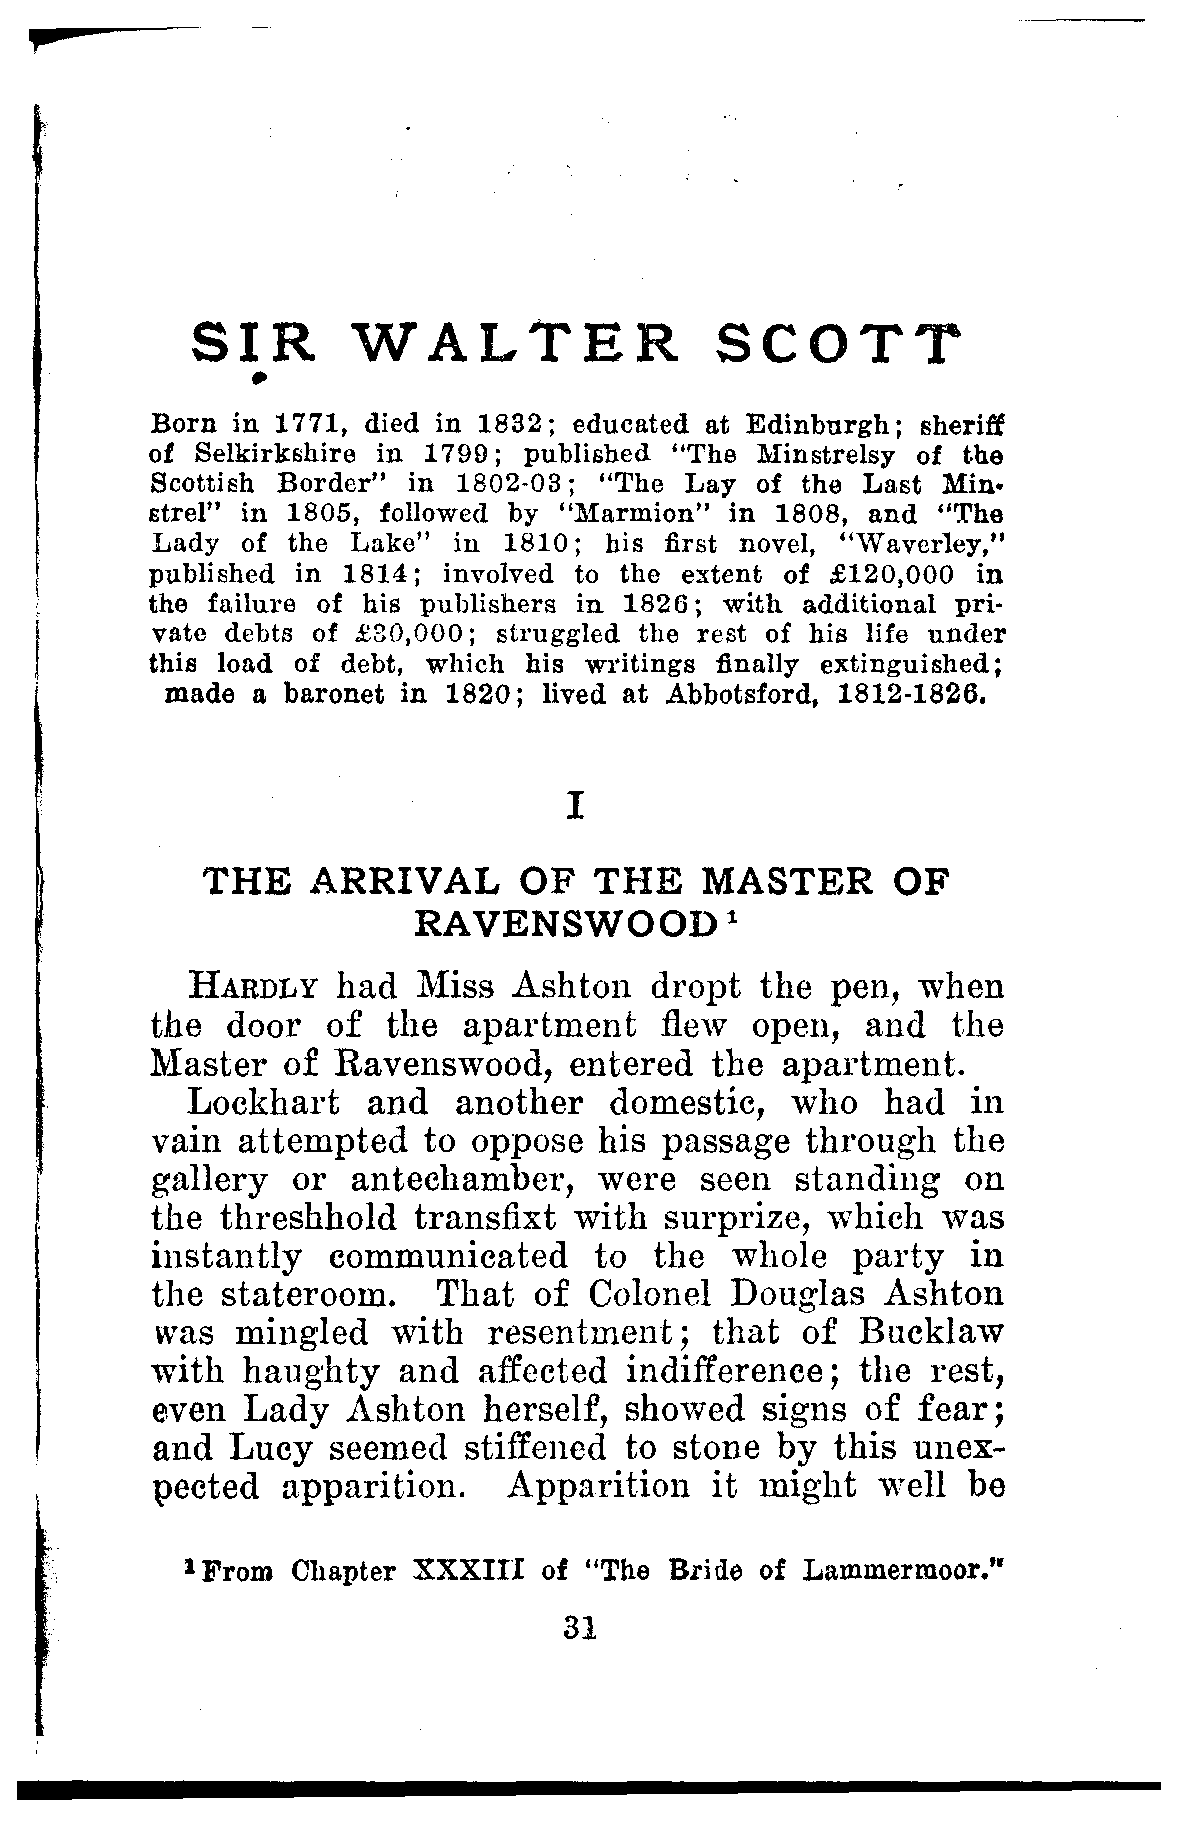 SIR WALTER SCOTT
Born in 1771, died in 1832; educated at Edinburgh; sheriff
of Selkirkshire in 1799; published "The Minstrelsy of the
Scottish Border" in 1802-03; "The Lay of the Last Min-
strel" in 1805, followed by "Marmion" in 1808, and "The
Lady of the Lake" in 1810; his first novel, "Waverley,"
published in 1814; involved to the extent of £120,000 in
the failure of his publishers in 1826; with additional pri-
vate debts of £30,000; struggled the rest of his life under
this load of debt, which his writings finally extinguished;
made a baronet in 1820; lived at Abbotsford, 1812-1826.
I
THE ARRIVAL OF THE MASTER OF
RAVENSWOOD¹
HARDLY had Miss Ashton dropt the pen, when
the door of the apartment flew open, and the
Master of Ravenswood, entered the apartment.
Lockhart and another domestic, who had in
vain attempted to oppose his passage through the
gallery or antechamber, were seen standing on
the threshhold transfixt with surprize, which was
instantly communicated to the whole party in
the stateroom. That of Colonel Douglas Ashton
was mingled with resentment; that of Bucklaw
with haughty and affected indifference; the rest,
even Lady Ashton herself, showed signs of fear;
and Lucy seemed stiffened to stone by this unex-
pected apparition. Apparition it might well be
¹ From Chapter XXXIII of "The Bride of Lammermoor."
31